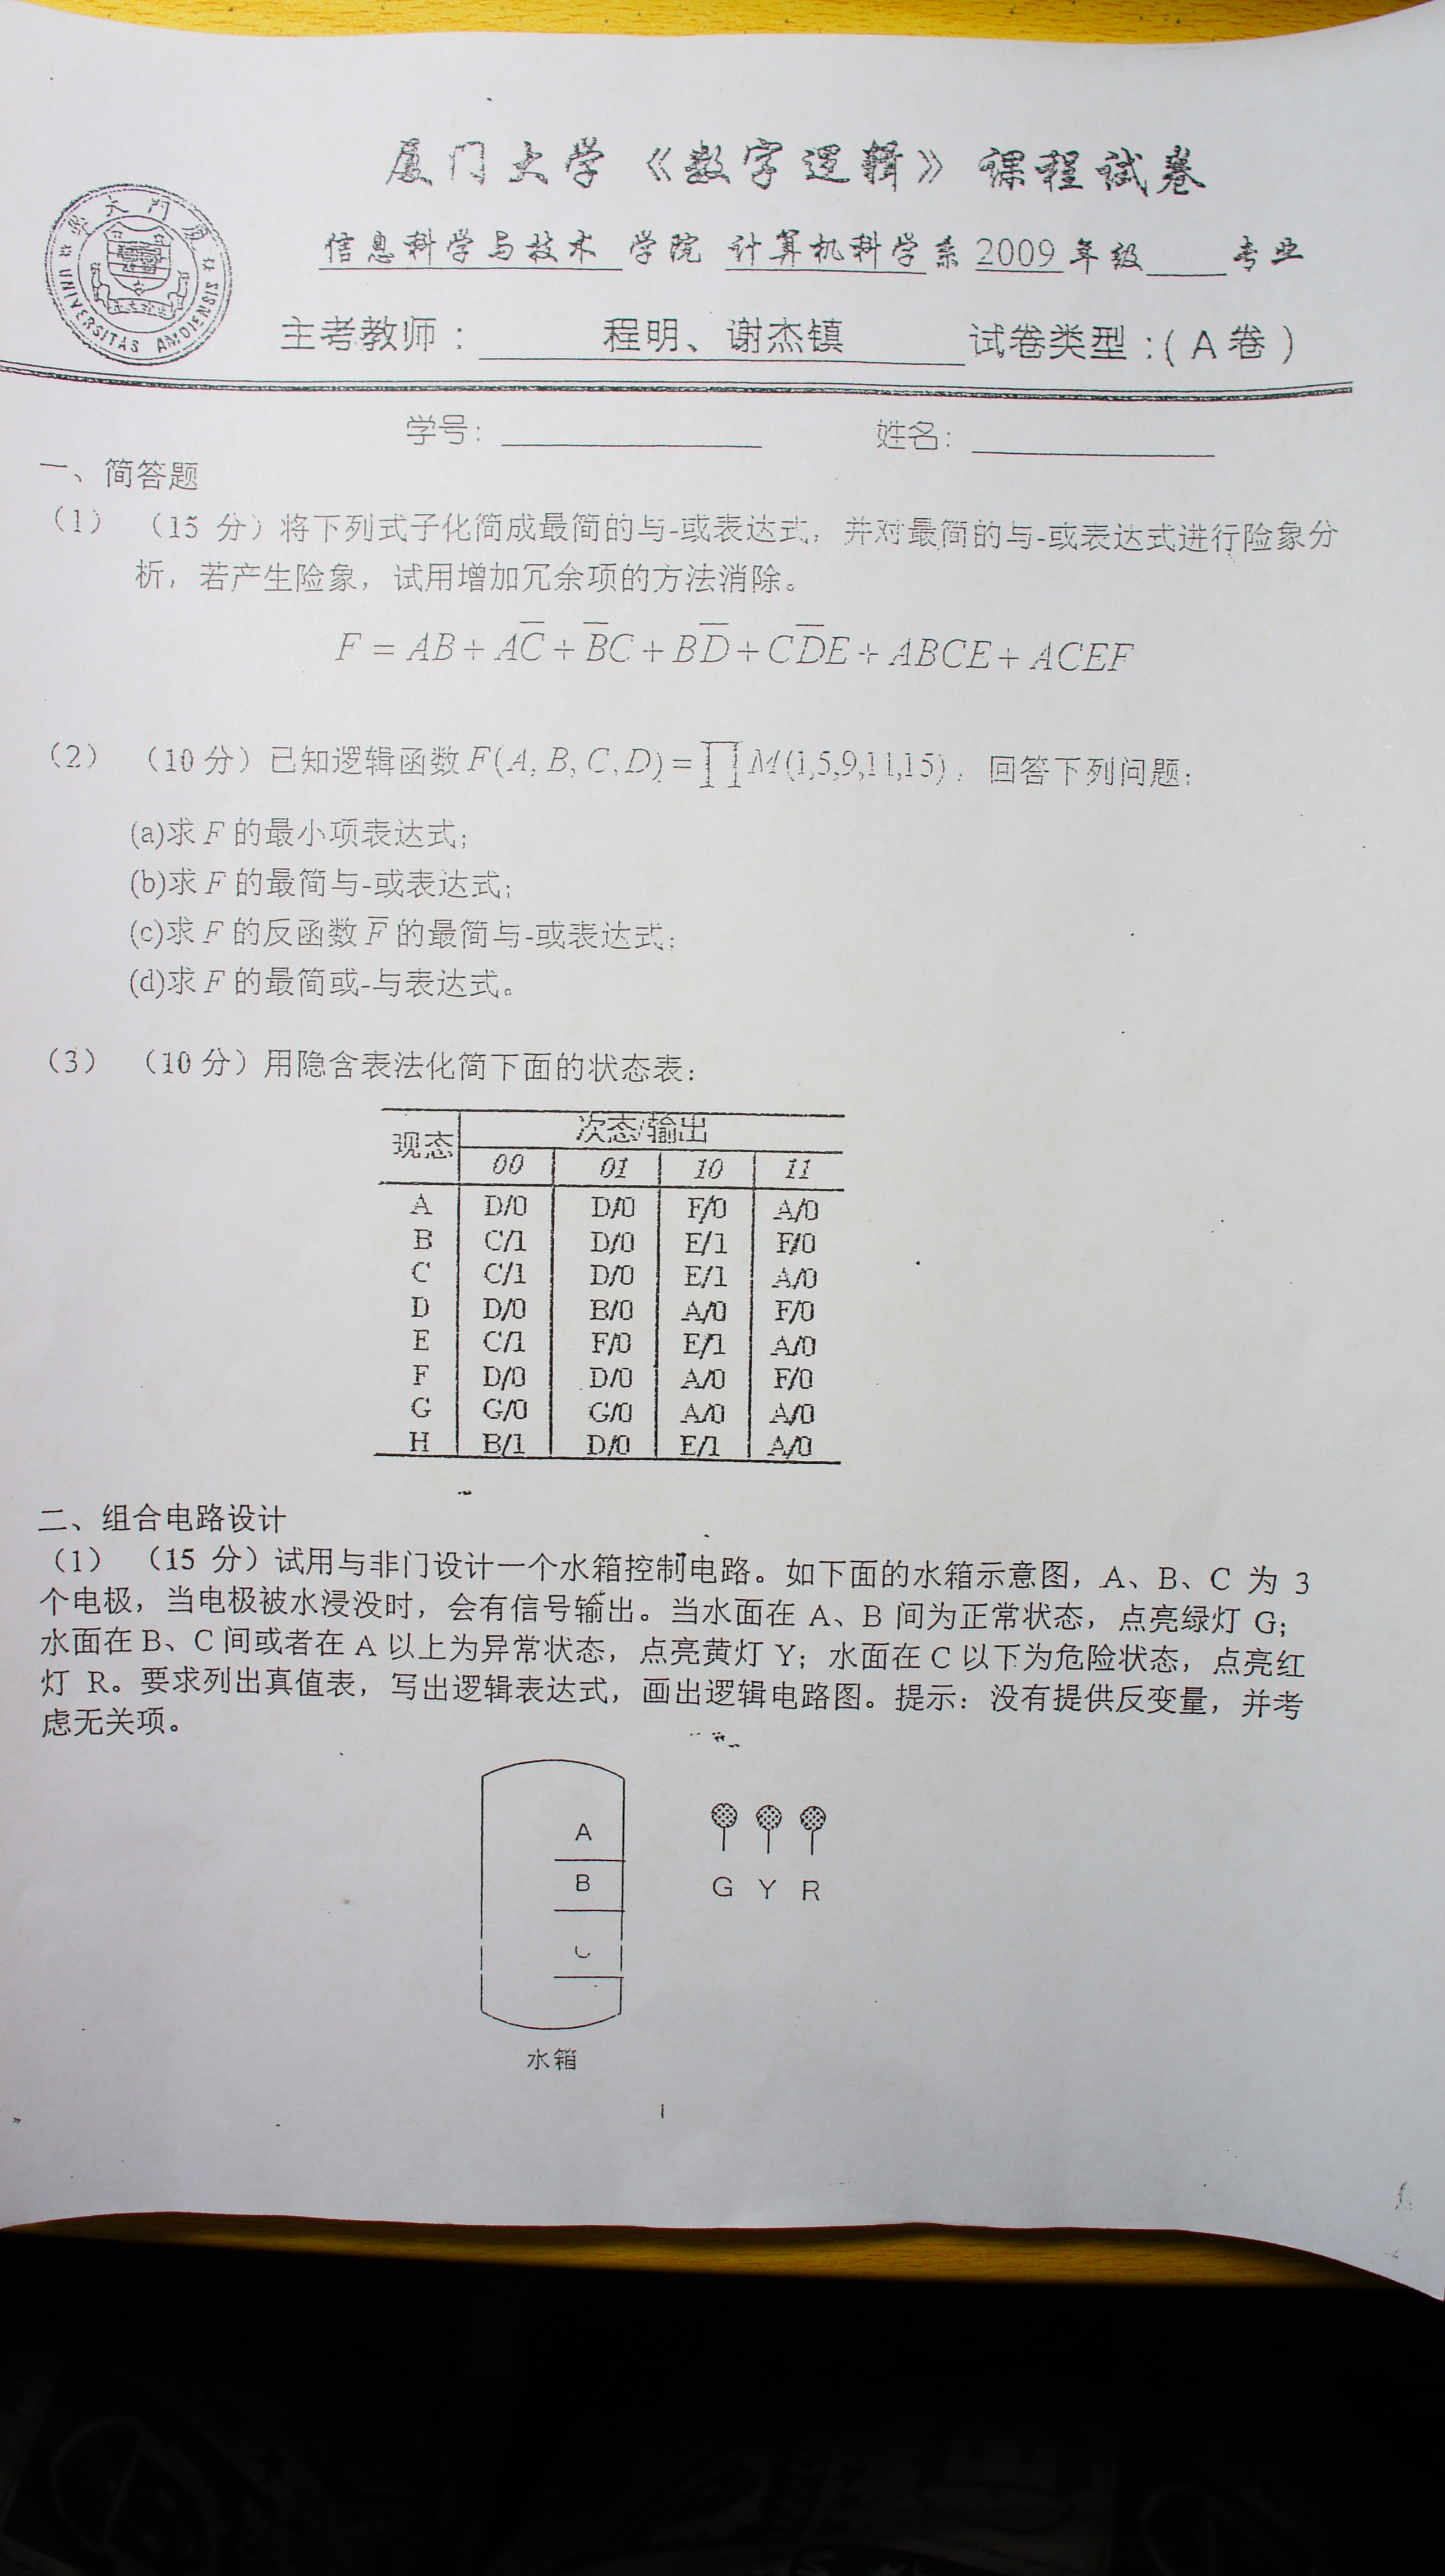 厦门大学《数字逻辑》课程试卷
信息科学与技术 学院 计算机科学系 2009 年级____专业
主考教师：程明、谢杰镇 试卷类型：(A卷)
厦门大学
UNIVERSITAS AMOIENSIS
学号：____ 姓名：____
一、简答题
（1）（15 分）将下列式子化简成最简的与-或表达式，并对最简的与-或表达式进行险象分
析，若产生险象，试用增加冗余项的方法消除。
F = AB + AC̅ + B̅C + BD̅ + CD̅E + ABCE + ACEF
（2）（10 分）已知逻辑函数 F(A, B, C, D) = ∏M(1,5,9,11,15)，回答下列问题：
(a)求 F 的最小项表达式；
(b)求 F 的最简与-或表达式；
(c)求 F 的反函数 F̅ 的最简与-或表达式；
(d)求 F 的最简或-与表达式。
（3）（10 分）用隐含表法化简下面的状态表：
现态 次态/输出
00 01 10 11
A D/0 D/0 F/0 A/0
B C/1 D/0 E/1 F/0
C C/1 D/0 E/1 A/0
D D/0 B/0 A/0 F/0
E C/1 F/0 E/1 A/0
F D/0 D/0 A/0 F/0
G G/0 G/0 A/0 A/0
H B/1 D/0 E/1 A/0
二、组合电路设计
（1）（15 分）试用与非门设计一个水箱控制电路。如下面的水箱示意图，A、B、C 为 3
个电极，当电极被水浸没时，会有信号输出。当水面在 A、B 间为正常状态，点亮绿灯 G；
水面在 B、C 间或者在 A 以上为异常状态，点亮黄灯 Y；水面在 C 以下为危险状态，点亮红
灯 R。要求列出真值表，写出逻辑表达式，画出逻辑电路图。提示：没有提供反变量，并考
虑无关项。
A
B
C
G Y R
水箱
1